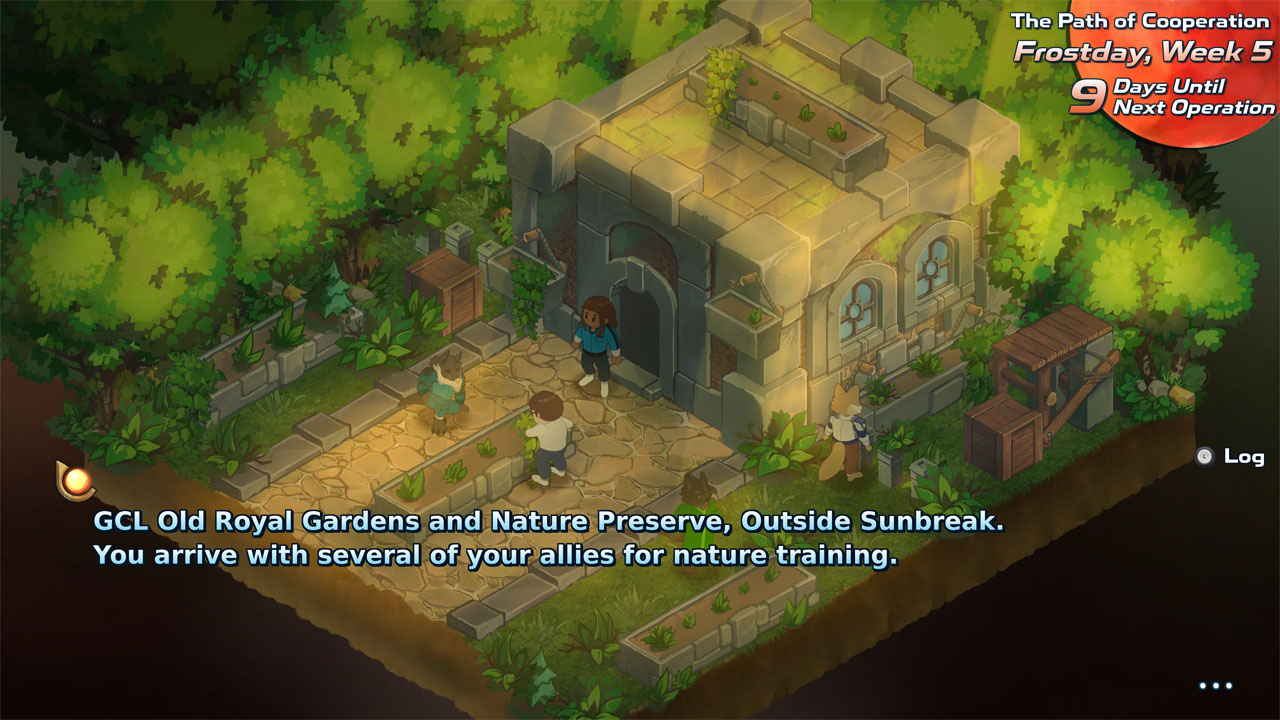 The Path of Cooperation
Frostday, Week 5
9 Days Until
Next Operation
Log
GCL Old Royal Gardens and Nature Preserve, Outside Sunbreak.
You arrive with several of your allies for nature training.
...